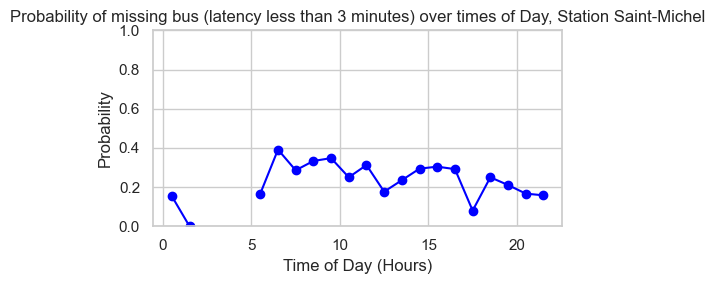 Probability of missing bus (latency less than 3 minutes) over times of Day, Station Saint-Michel
1.0
0.8
0.6
0.4
0.2
0.0
Probability
0 5 10 15 20
Time of Day (Hours)